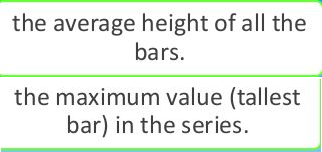 the average height of all the
bars.
the maximum value (tallest
bar) in the series.